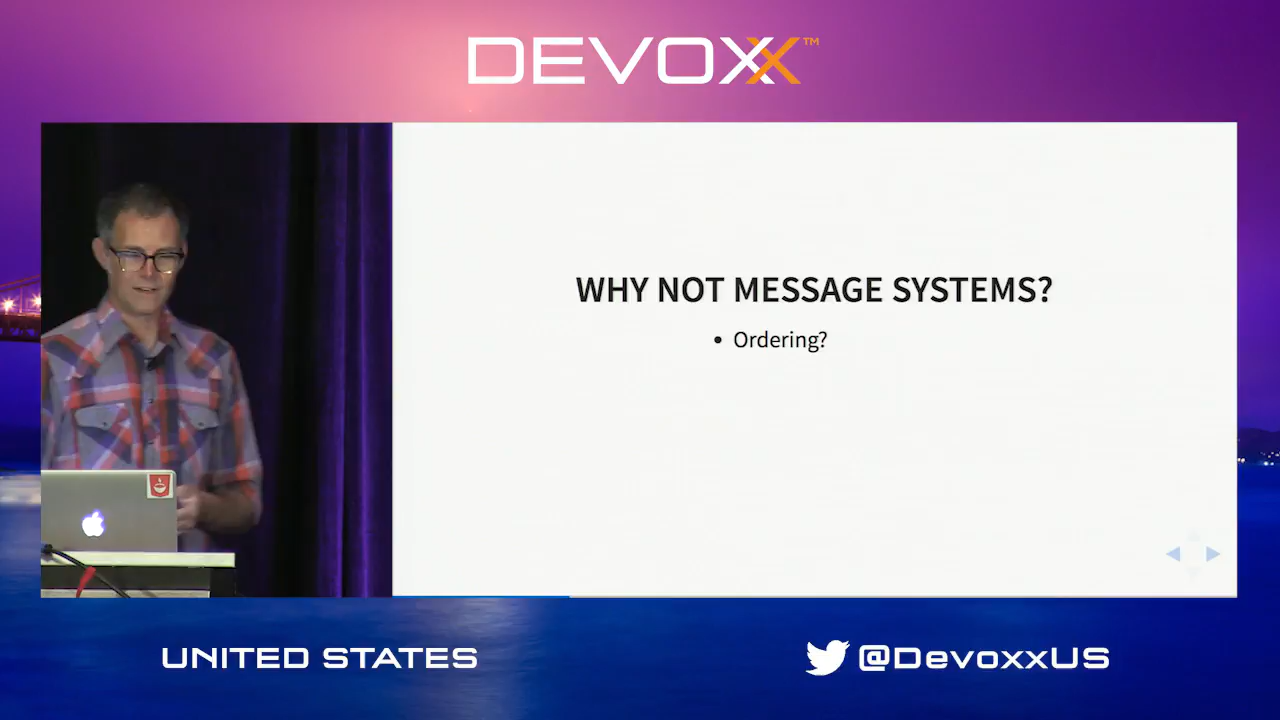 DEVOXX™
WHY NOT MESSAGE SYSTEMS?
• Ordering?
UNITED STATES
@DevoxxUS